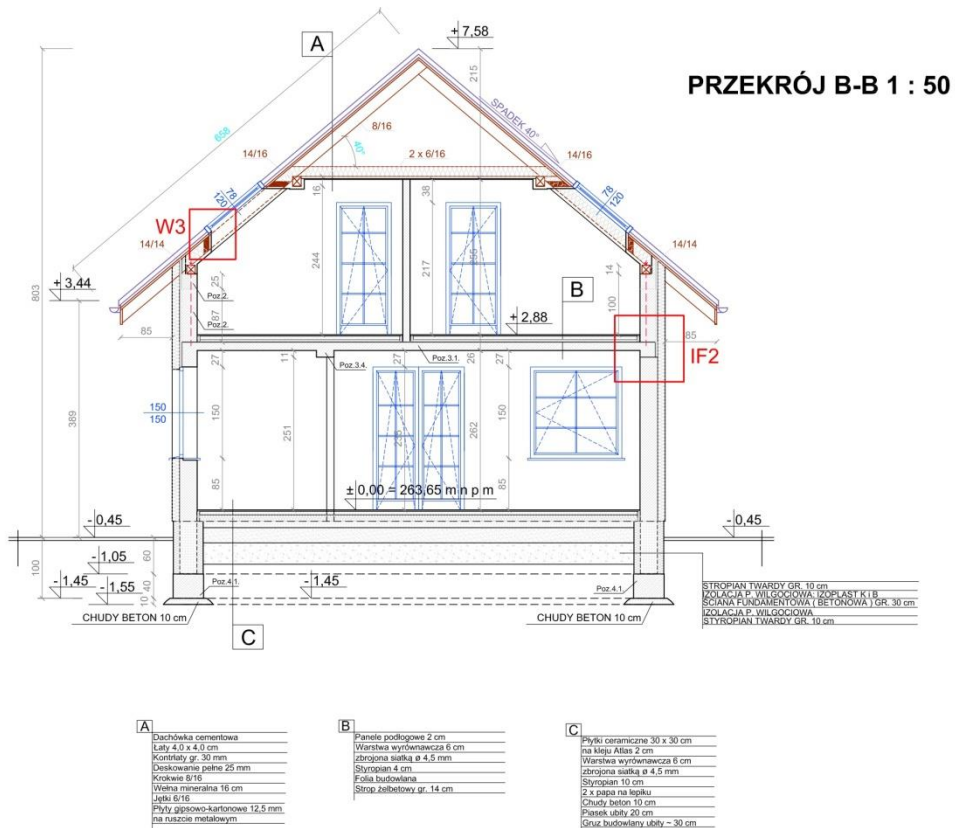 A
+ 7,58
PRZEKRÓJ B-B 1 : 50
215
SPADEK 40°
658
8/16
40°
14/16
2 x 6/16
14/16
78
120
16
38
78
120
W3
14/14
14/14
803
244
217
+ 3,44
25
14
Poz.2.
B
100
87
Poz.2.
+ 2,88
85
85
IF2
27
11
Poz.3.4.
27
Poz.3.1.
26
27
389
150
150
150
251
262
150
85
85
± 0,00 = 263,65 m n p m
- 0,45
- 0,45
- 1,05
60
100
- 1,45
- 1,55
40
10
Poz.4.1.
- 1,45
Poz.4.1.
CHUDY BETON 10 cm
CHUDY BETON 10 cm
C
STROPIAN TWARDY GR. 10 cm
IZOLACJA P. WILGOCIOWA: IZOPLAST K i B
ŚCIANA FUNDAMENTOWA ( BETONOWA ) GR. 30 cm
IZOLACJA P. WILGOCIOWA
STYROPIAN TWARDY GR. 10 cm
A
Dachówka cementowa
Łaty 4,0 x 4,0 cm
Kontrłaty gr. 30 mm
Deskowanie pełne 25 mm
Krokwie 8/16
Wełna mineralna 16 cm
Jętki 6/16
Płyty gipsowo-kartonowe 12,5 mm
na ruszcie metalowym
B
Panele podłogowe 2 cm
Warstwa wyrównawcza 6 cm
zbrojona siatką ø 4,5 mm
Styropian 4 cm
Folia budowlana
Strop żelbetowy gr. 14 cm
C
Płytki ceramiczne 30 x 30 cm
na kleju Atlas 2 cm
Warstwa wyrównawcza 6 cm
zbrojona siatką ø 4,5 mm
Styropian 10 cm
2 x papa na lepiku
Chudy beton 10 cm
Piasek ubity 20 cm
Gruz budowlany ubity ~ 30 cm